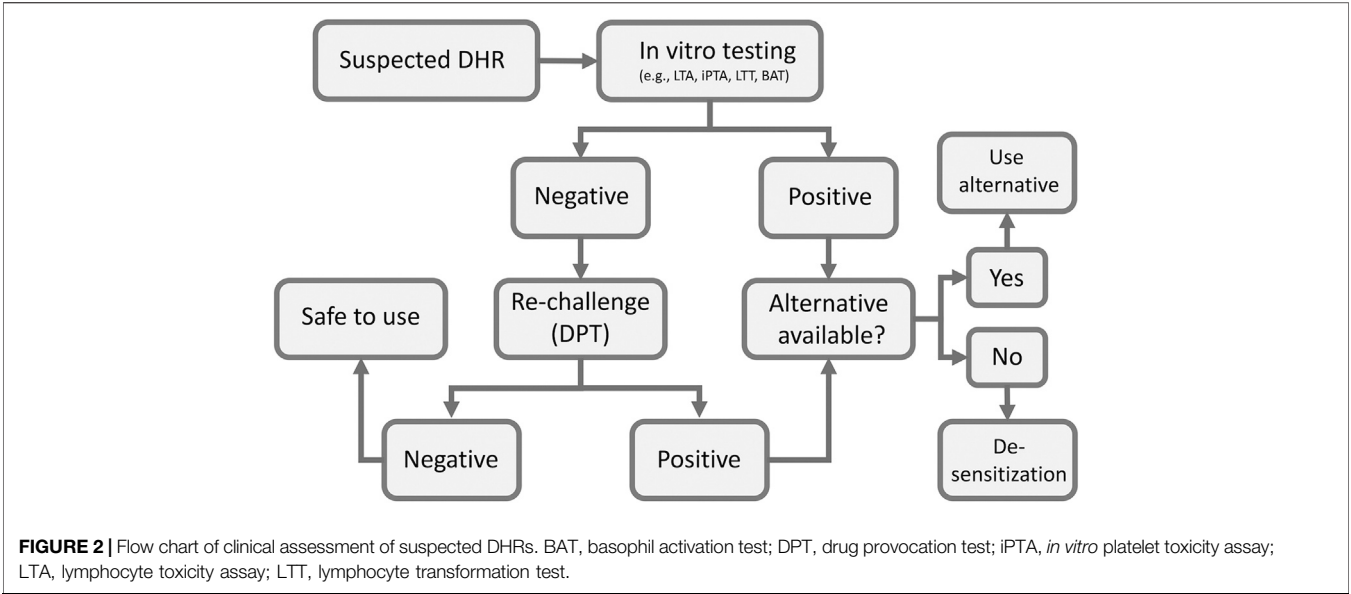 Suspected DHR
In vitro testing
(e.g., LTA, iPTA, LTT, BAT)
Negative
Positive
Use
alternative
Safe to use
Re-challenge
(DPT)
Alternative
available?
Yes
No
Negative
Positive
De-
sensitization
FIGURE 2 | Flow chart of clinical assessment of suspected DHRs. BAT, basophil activation test; DPT, drug provocation test; iPTA, in vitro platelet toxicity assay;
LTA, lymphocyte toxicity assay; LTT, lymphocyte transformation test.